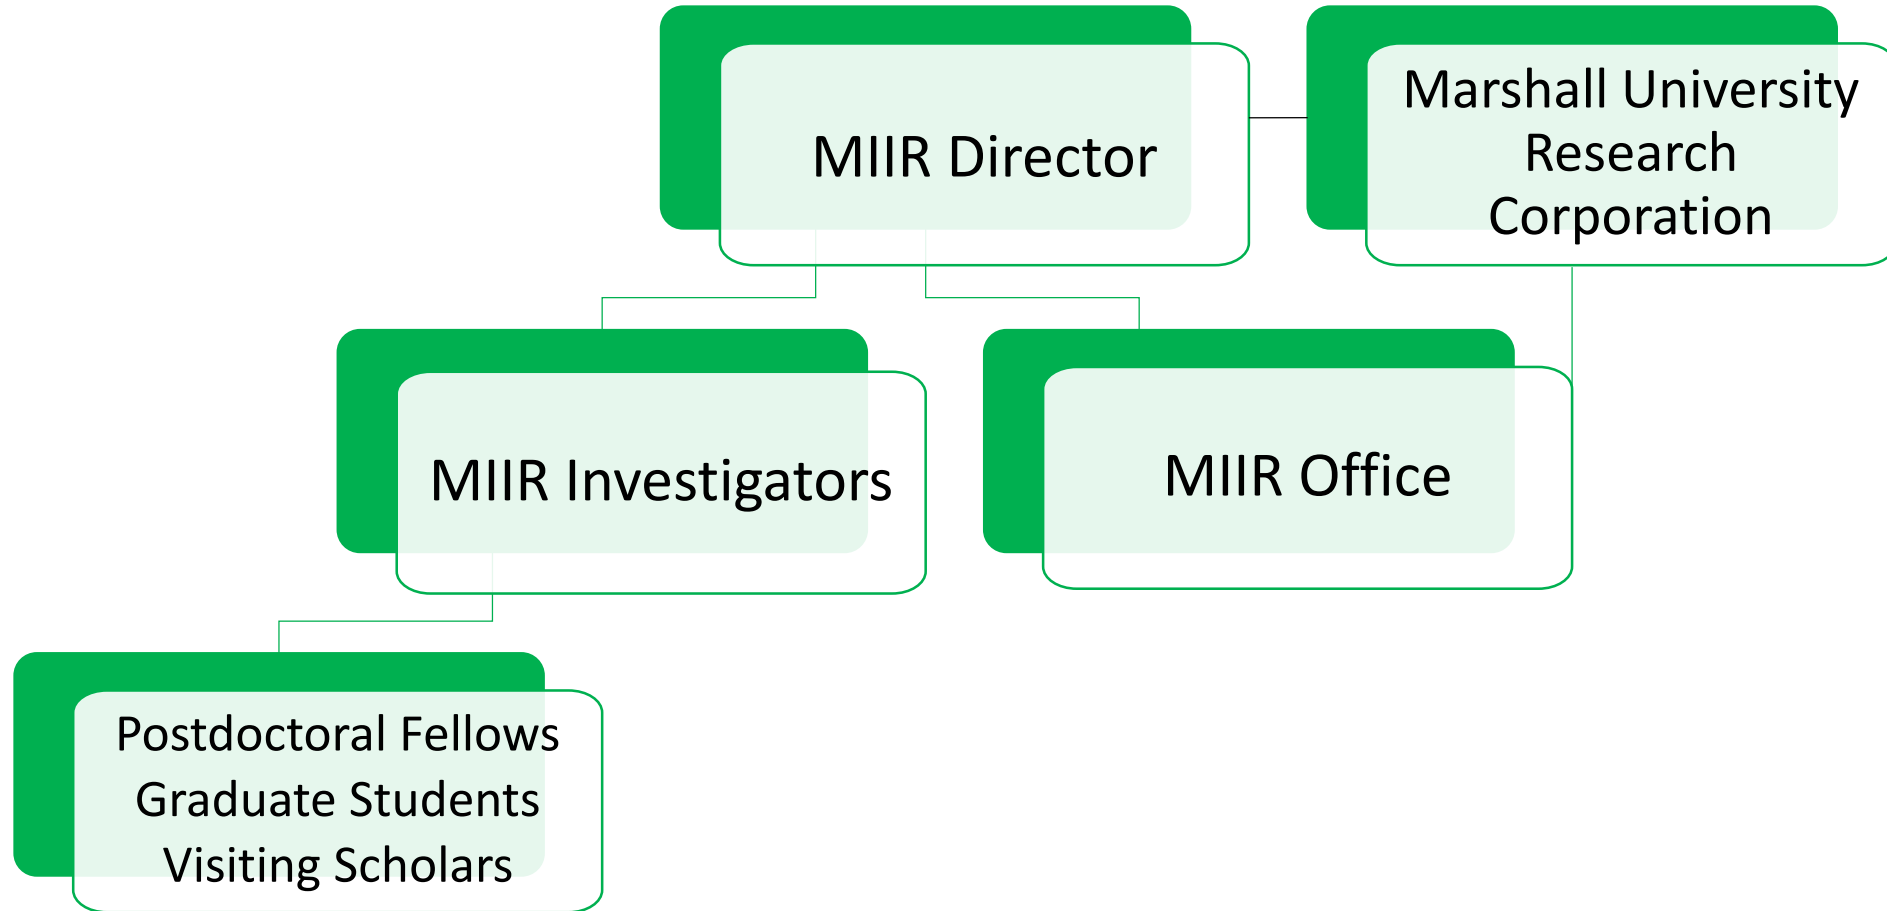 MIIR Director
Marshall University
Research
Corporation
MIIR Investigators
MIIR Office
Postdoctoral Fellows
Graduate Students
Visiting Scholars